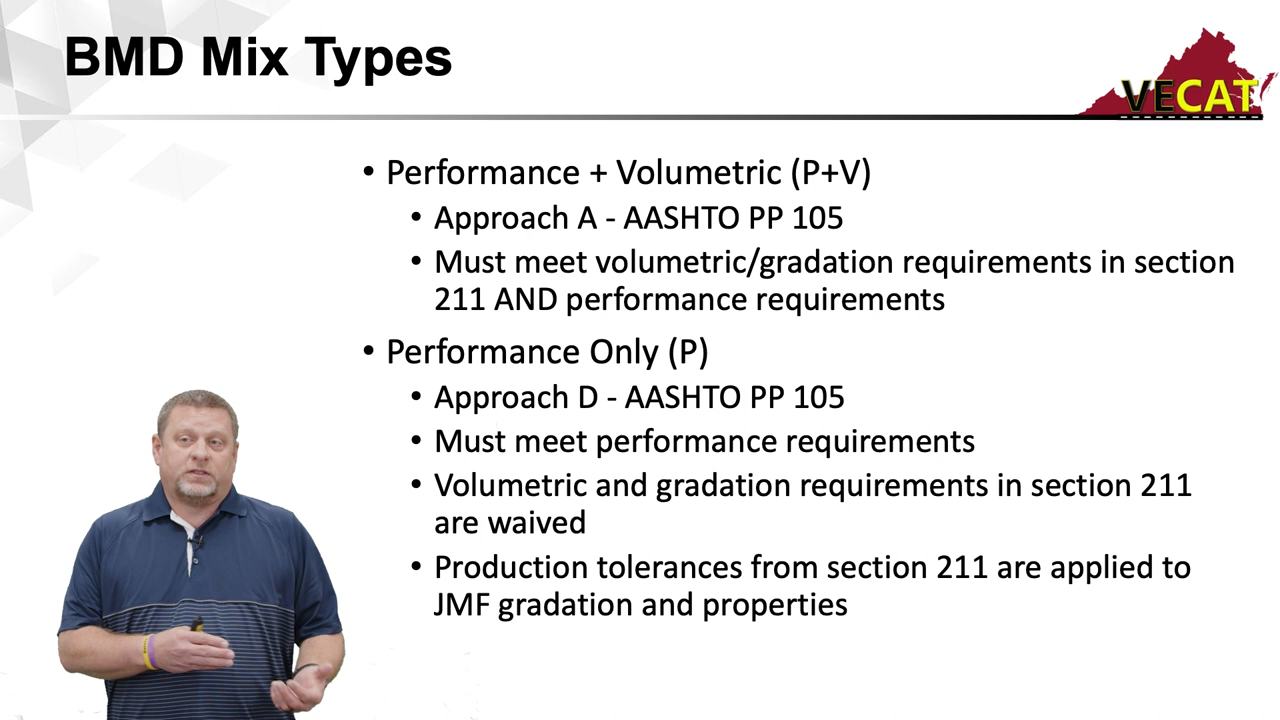 BMD Mix Types
VECAT
• Performance + Volumetric (P+V)
• Approach A - AASHTO PP 105
• Must meet volumetric/gradation requirements in section
211 AND performance requirements
• Performance Only (P)
• Approach D - AASHTO PP 105
• Must meet performance requirements
• Volumetric and gradation requirements in section 211
are waived
• Production tolerances from section 211 are applied to
JMF gradation and properties